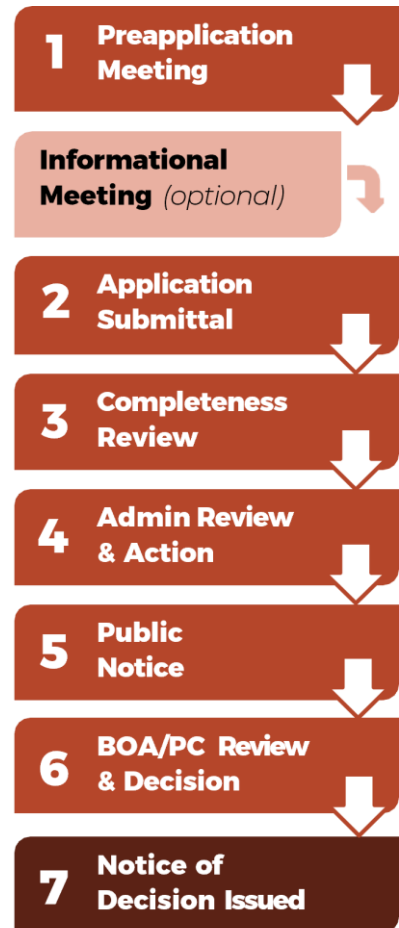 1
Preapplication
Meeting
Informational
Meeting (optional)
2
Application
Submittal
3
Completeness
Review
4
Admin Review
& Action
5
Public
Notice
6
BOA/PC Review
& Decision
7
Notice of
Decision Issued